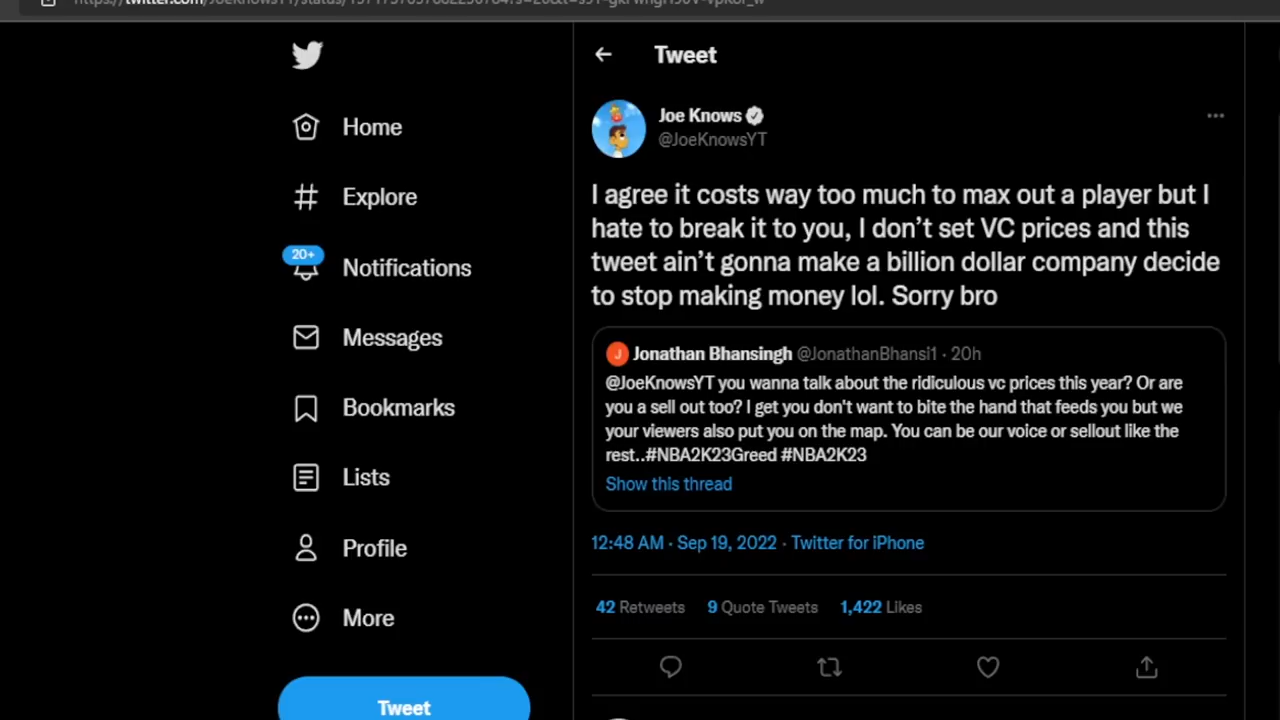 Tweet
Joe Knows
@JoeKnowsYT
I agree it costs way too much to max out a player but I
hate to break it to you, I don't set VC prices and this
tweet ain't gonna make a billion dollar company decide
to stop making money lol. Sorry bro
J Jonathan Bhansingh @JonathanBhansi1 · 20h
@JoeKnowsYT you wanna talk about the ridiculous vc prices this year? Or are
you a sell out too? I get you don't want to bite the hand that feeds you but we
your viewers also put you on the map. You can be our voice or sellout like the
rest..#NBA2K23Greed #NBA2K23
Show this thread
12:48 AM · Sep 19, 2022 · Twitter for iPhone
42 Retweets 9 Quote Tweets 1,422 Likes
Home
Explore
20+
Notifications
Messages
Bookmarks
Lists
Profile
More
Tweet